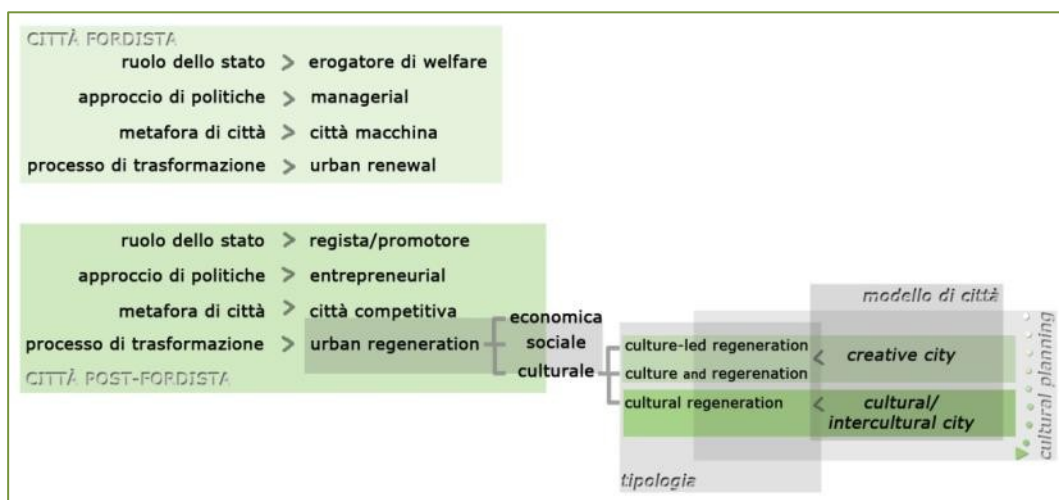 CITTÀ FORDISTA
ruolo dello stato > erogatore di welfare
approccio di politiche > managerial
metafora di città > città macchina
processo di trasformazione > urban renewal
ruolo dello stato > regista/promotore
approccio di politiche > entrepreneurial
metafora di città > città competitiva
processo di trasformazione > urban regeneration
CITTÀ POST-FORDISTA
economica
sociale
culturale
culture-led regeneration
culture and regerenation
cultural regeneration
tipologia
modello di città
< creative city
< cultural/
intercultural city
cultural planning